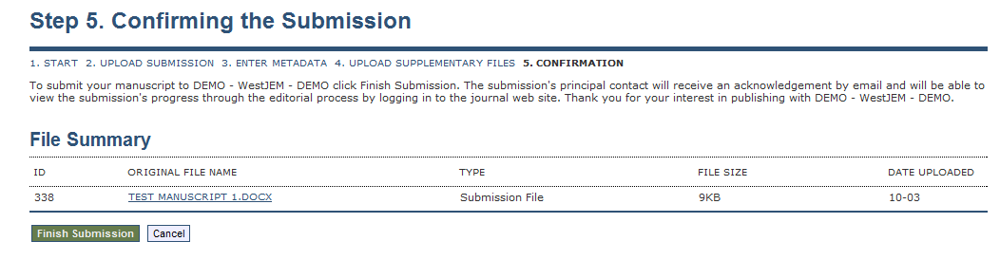 Step 5. Confirming the Submission
1. START 2. UPLOAD SUBMISSION 3. ENTER METADATA 4. UPLOAD SUPPLEMENTARY FILES 5. CONFIRMATION
To submit your manuscript to DEMO - WestJEM - DEMO click Finish Submission. The submission's principal contact will receive an acknowledgement by email and will be able to
view the submission's progress through the editorial process by logging in to the journal web site. Thank you for your interest in publishing with DEMO - WestJEM - DEMO.
File Summary
ID ORIGINAL FILE NAME TYPE FILE SIZE DATE UPLOADED
338 TEST MANUSCRIPT 1.DOCX Submission File 9KB 10-03
Finish Submission Cancel